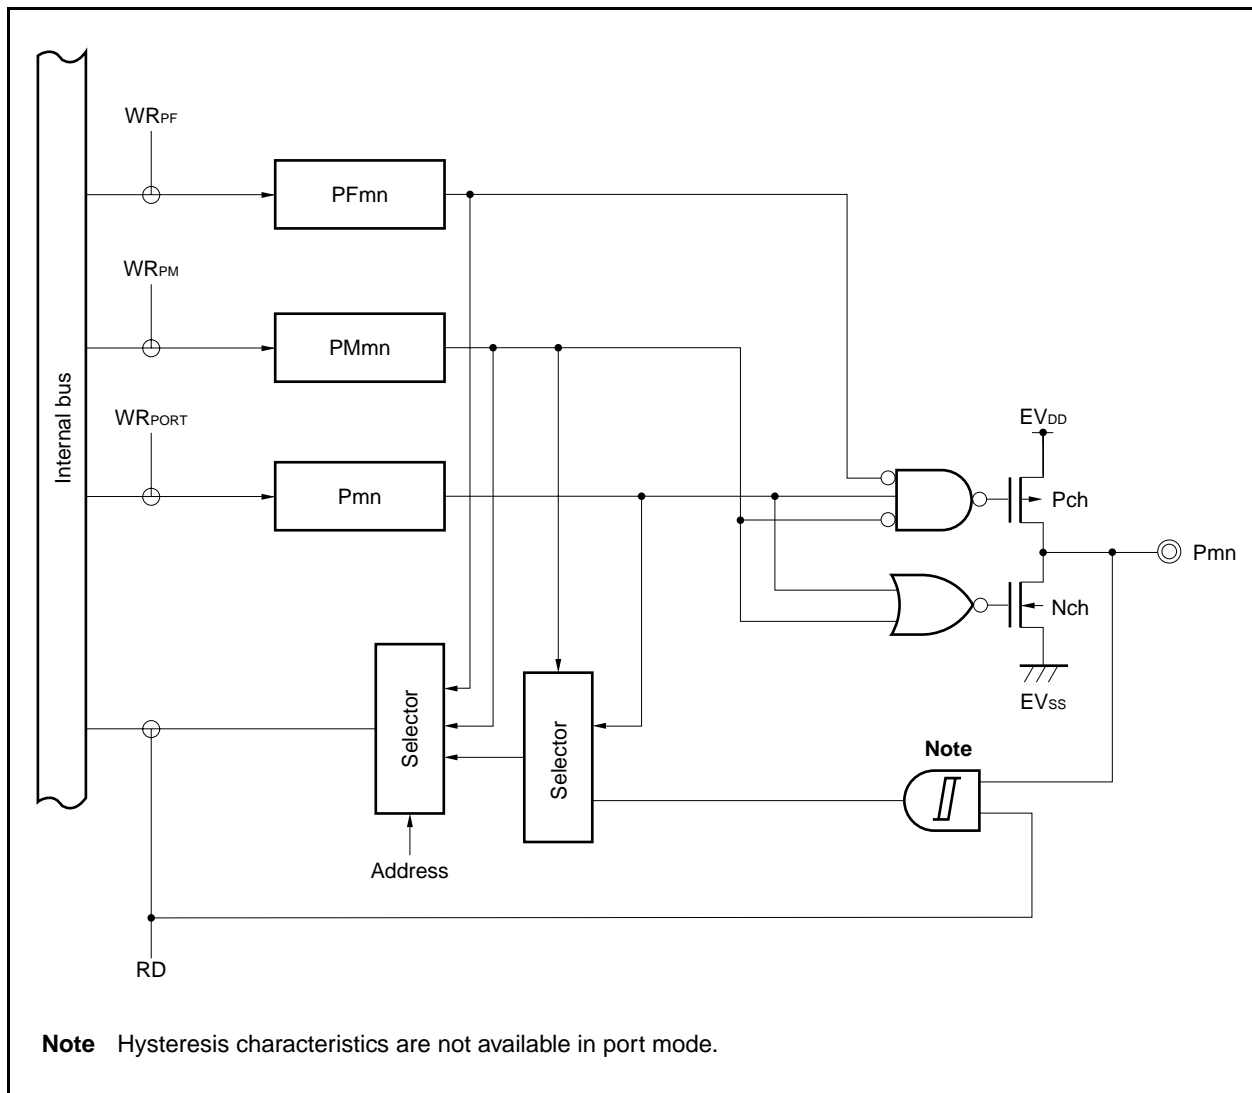 WRPF
PFmn
WRPM
PMmn
Internal bus
WRPORT
Pmn
EVDD
Pch
Pmn
Nch
EVSS
Selector
Selector
Note
Address
RD
Note Hysteresis characteristics are not available in port mode.